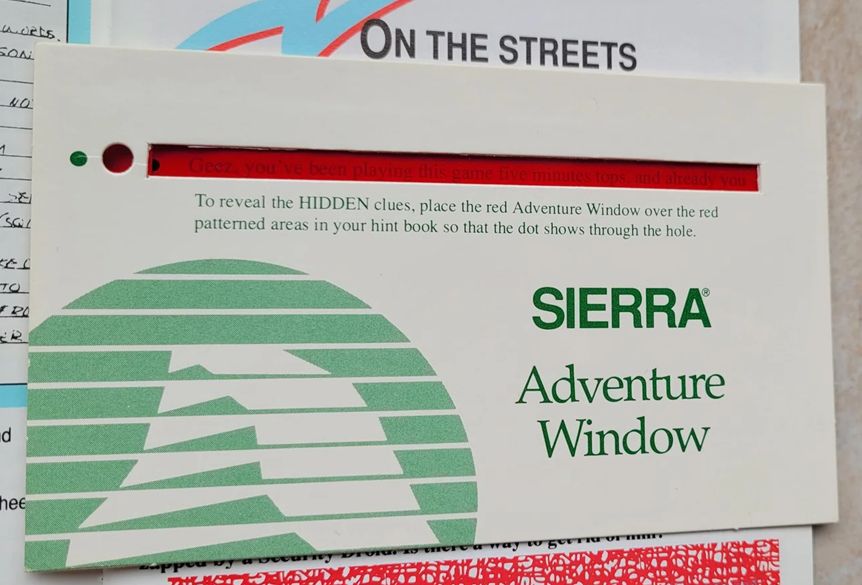 ON THE STREETS
Geez, you've been playing this game five minutes tops, and already you
To reveal the HIDDEN clues, place the red Adventure Window over the red
patterned areas in your hint book so that the dot shows through the hole.
SIERRA®
Adventure
Window
zapped by a Security Droid. Is there a way to get rid of him?